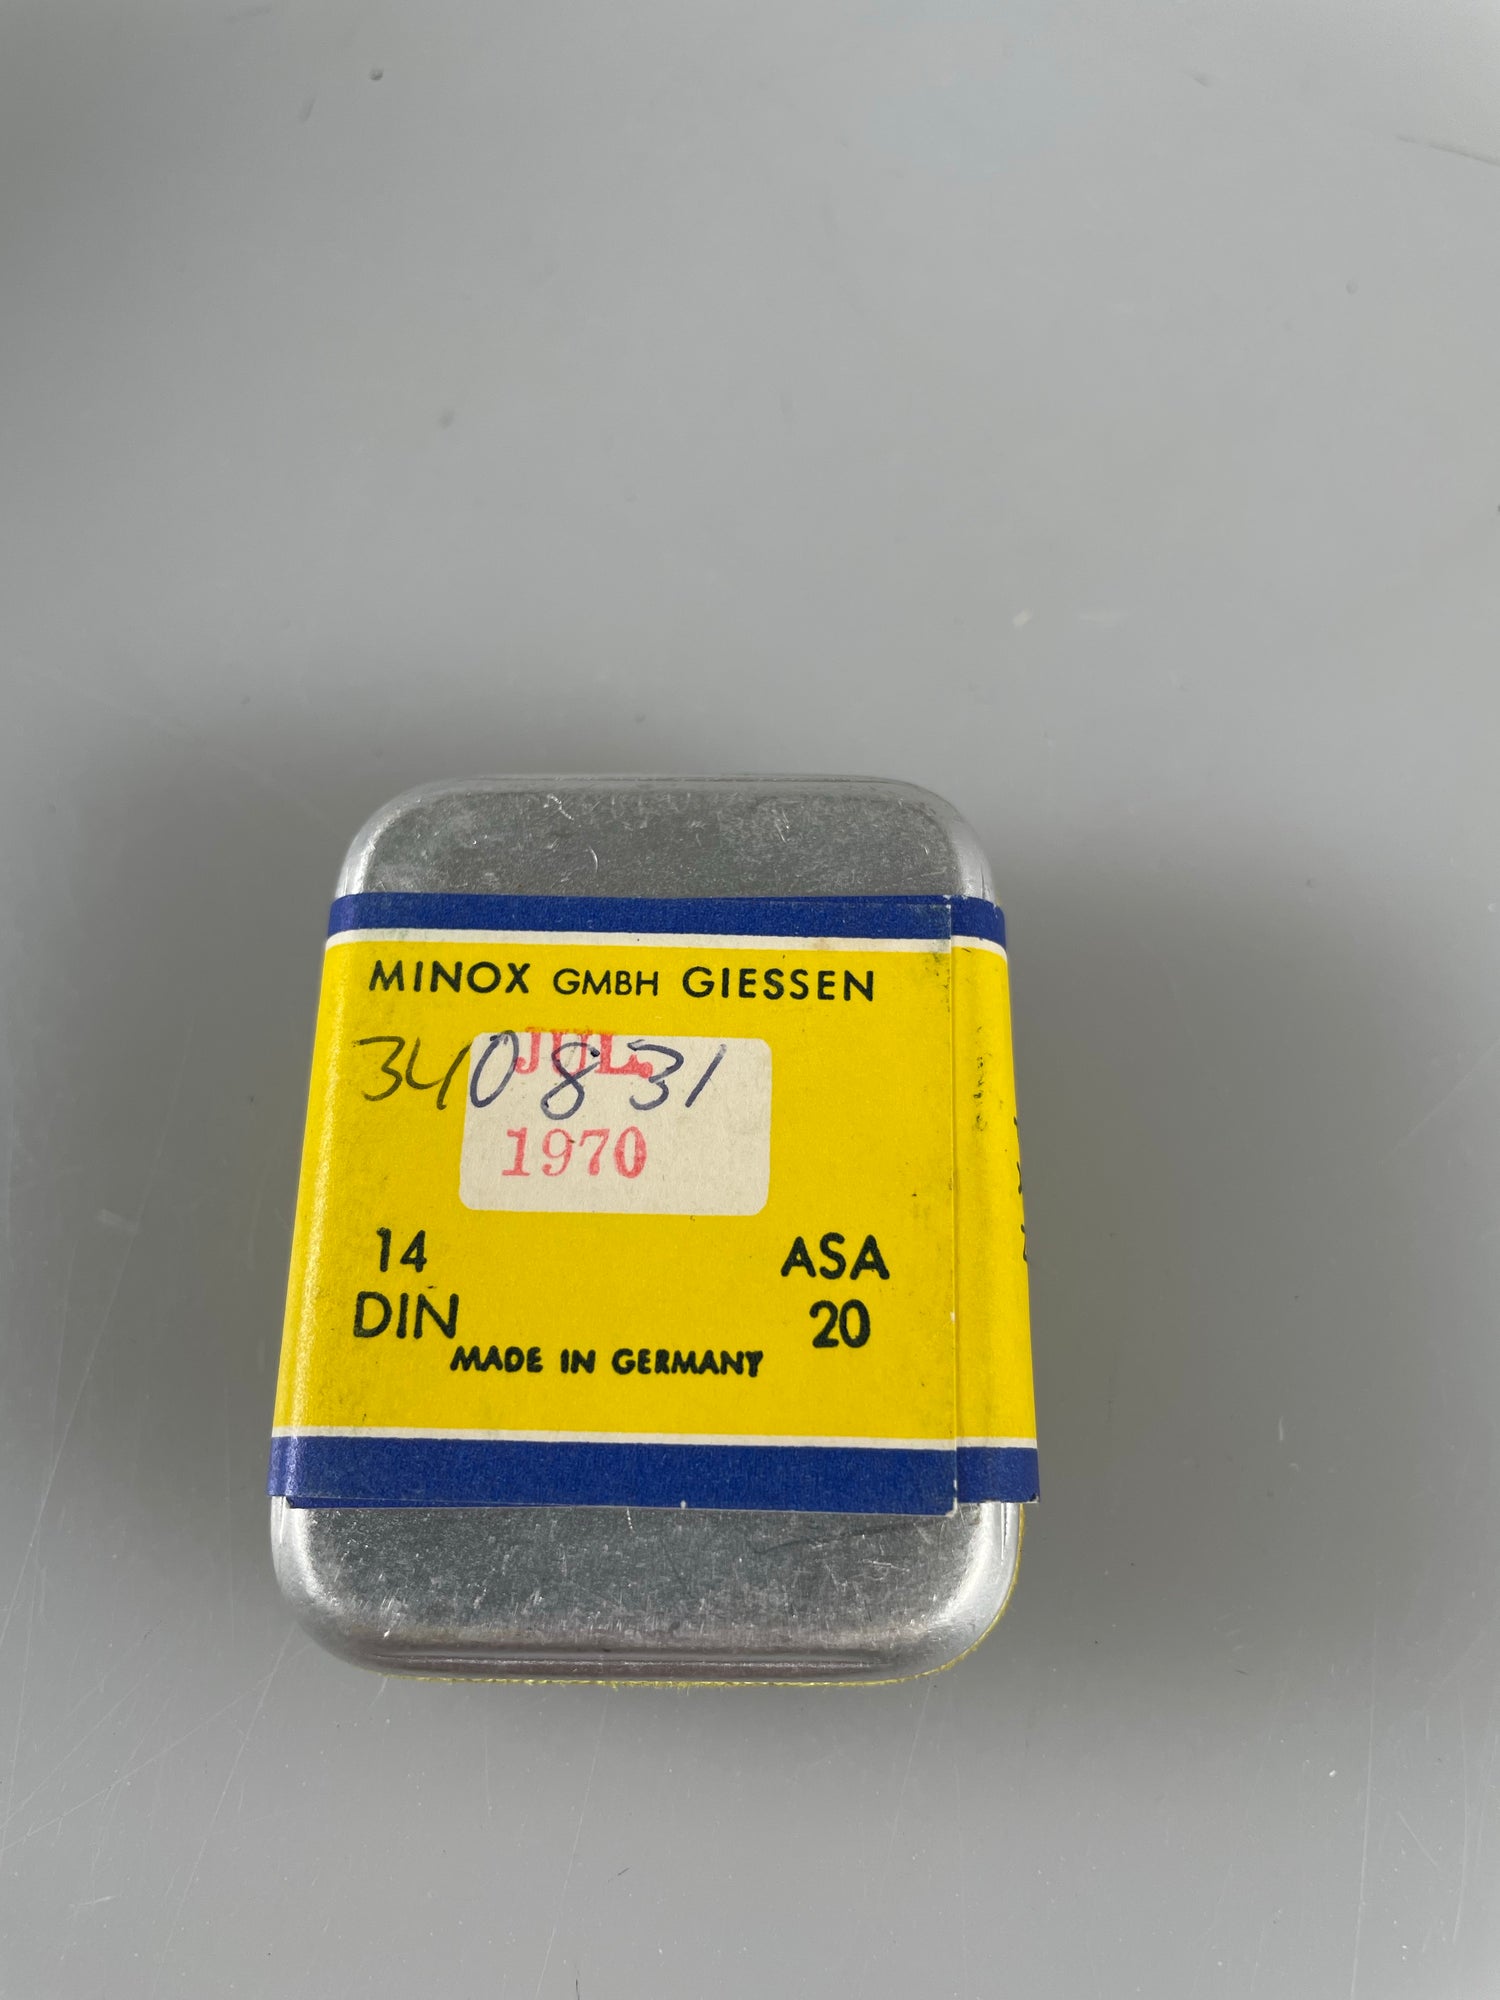 MINOX GMBH GIESSEN
JUL.
340831
1970
14
DIN
ASA
20
MADE IN GERMANY